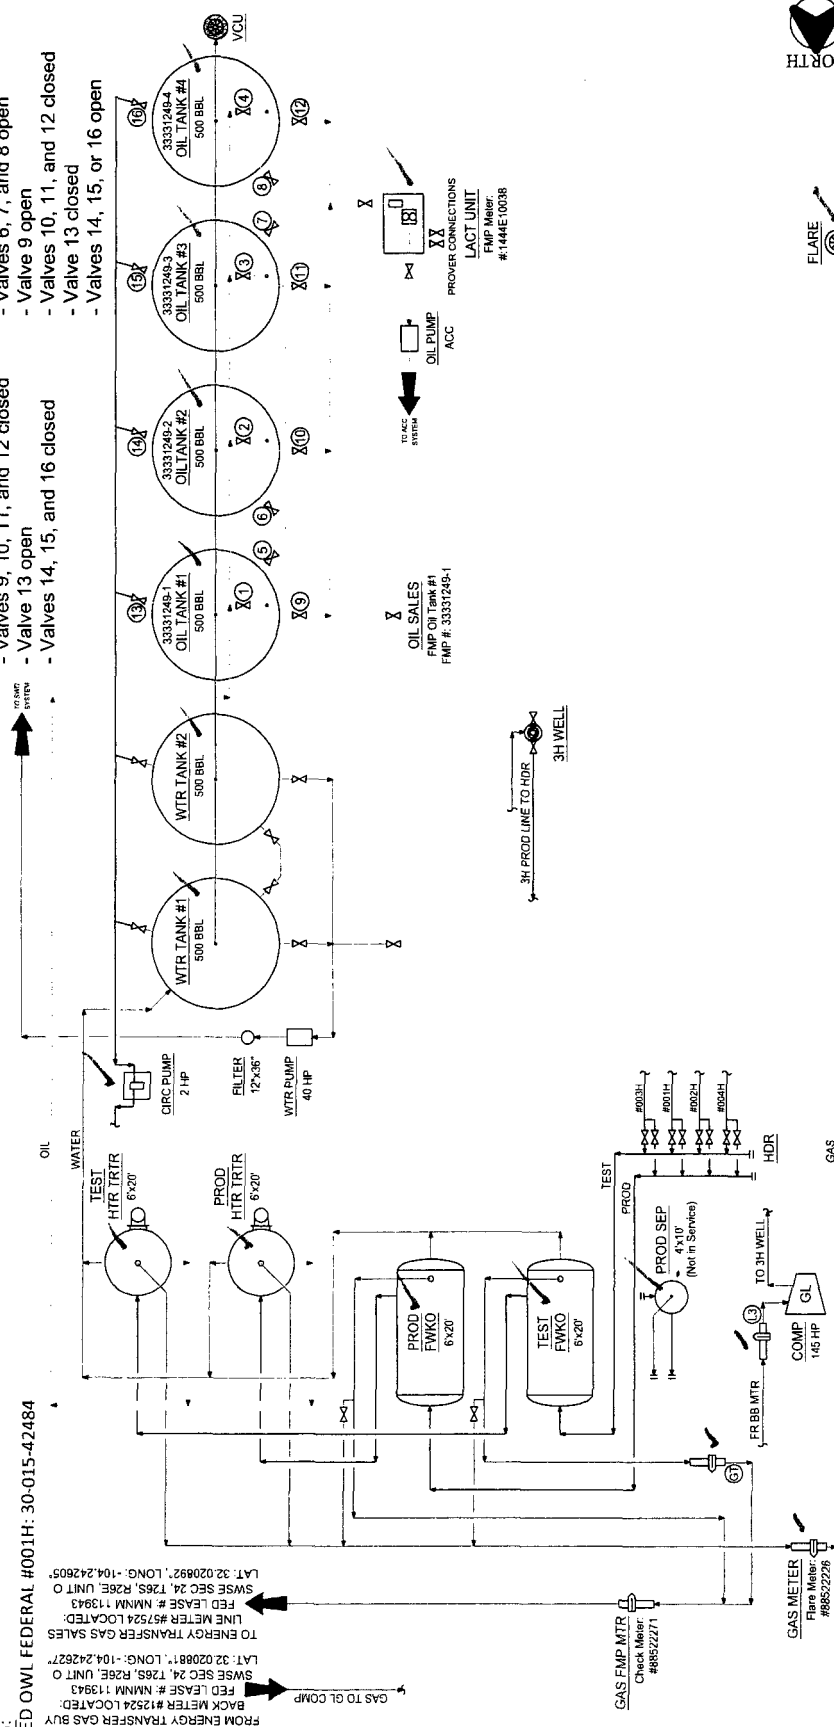 ED OWL FEDERAL #001H: 30-015-42484
FROM ENERGY TRANSFER GAS BUY
BACK METER #12524 LOCATED:
FED LEASE #: NMNM 113943
SWSE SEC 24, T26S, R26E, UNIT O
LAT: 32.020881°, LONG: -104.242627°
GAS TO GL COMP
TO ENERGY TRANSFER GAS SALES
LINE METER #57524 LOCATED:
FED LEASE #: NMNM 113943
SWSE SEC 24, T26S, R26E, UNIT O
LAT: 32.020892°, LONG: -104.242605°
- Valves 9, 10, 11, and 12 closed
- Valve 13 open
- Valves 14, 15, and 16 closed
- Valves 6, 7, and 8 open
- Valve 9 open
- Valves 10, 11, and 12 closed
- Valve 13 closed
- Valves 14, 15, or 16 open
OIL
WATER
TO SWD
SYSTEM
TEST
HTR TRTR
6'x20'
PROD
HTR TRTR
6'x20'
CIRC PUMP
2 HP
FILTER
12"x36"
WTR PUMP
40 HP
WTR TANK #1
500 BBL
WTR TANK #2
500 BBL
33331249-1
OIL TANK #1
500 BBL
33331249-2
OIL TANK #2
500 BBL
33331249-3
OIL TANK #3
500 BBL
33331249-4
OIL TANK #4
500 BBL
VCU
13
14
15
16
1
2
3
4
5
6
7
8
9
10
11
12
OIL SALES
FMP Oil Tank #1
FMP #: 33331249-1
TO ACC
SYSTEM
OIL PUMP
ACC
PROVER CONNECTIONS
LACT UNIT
FMP Meter:
#:1444E10038
PROD
FWKO
6'x20'
TEST
FWKO
6'x20'
TEST
PROD
PROD SEP
4'x10'
(Not in Service)
#003H
#001H
#002H
#004H
HDR
3H PROD LINE TO HDR
3H WELL
GT
FR BB MTR
L3
TO 3H WELL
GL
COMP
145 HP
GAS FMP MTR
Check Meter:
#88522271
GAS METER
Flare Meter:
#88522226
GAS
FLARE
ORTH